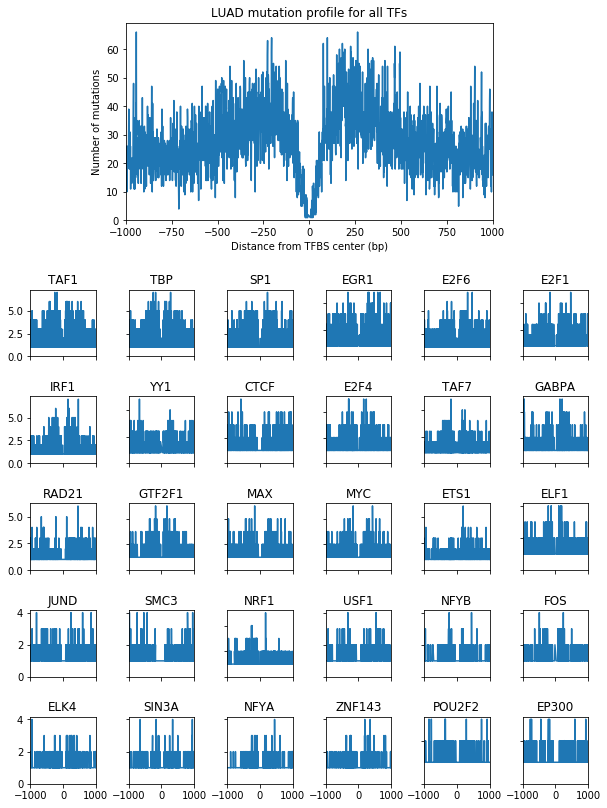 LUAD mutation profile for all TFs
Number of mutations
60
50
40
30
20
10
0
−1000 −750 −500 −250 0 250 500 750 1000
Distance from TFBS center (bp)
TAF1 TBP SP1 EGR1 E2F6 E2F1
5.0
2.5
0.0
IRF1 YY1 CTCF E2F4 TAF7 GABPA
5.0
2.5
0.0
RAD21 GTF2F1 MAX MYC ETS1 ELF1
5.0
2.5
0.0
JUND SMC3 NRF1 USF1 NFYB FOS
4
2
0
ELK4 SIN3A NFYA ZNF143 POU2F2 EP300
4
2
0
−1000 0 1000 −1000 0 1000 −1000 0 1000 −1000 0 1000 −1000 0 1000 −1000 0 1000